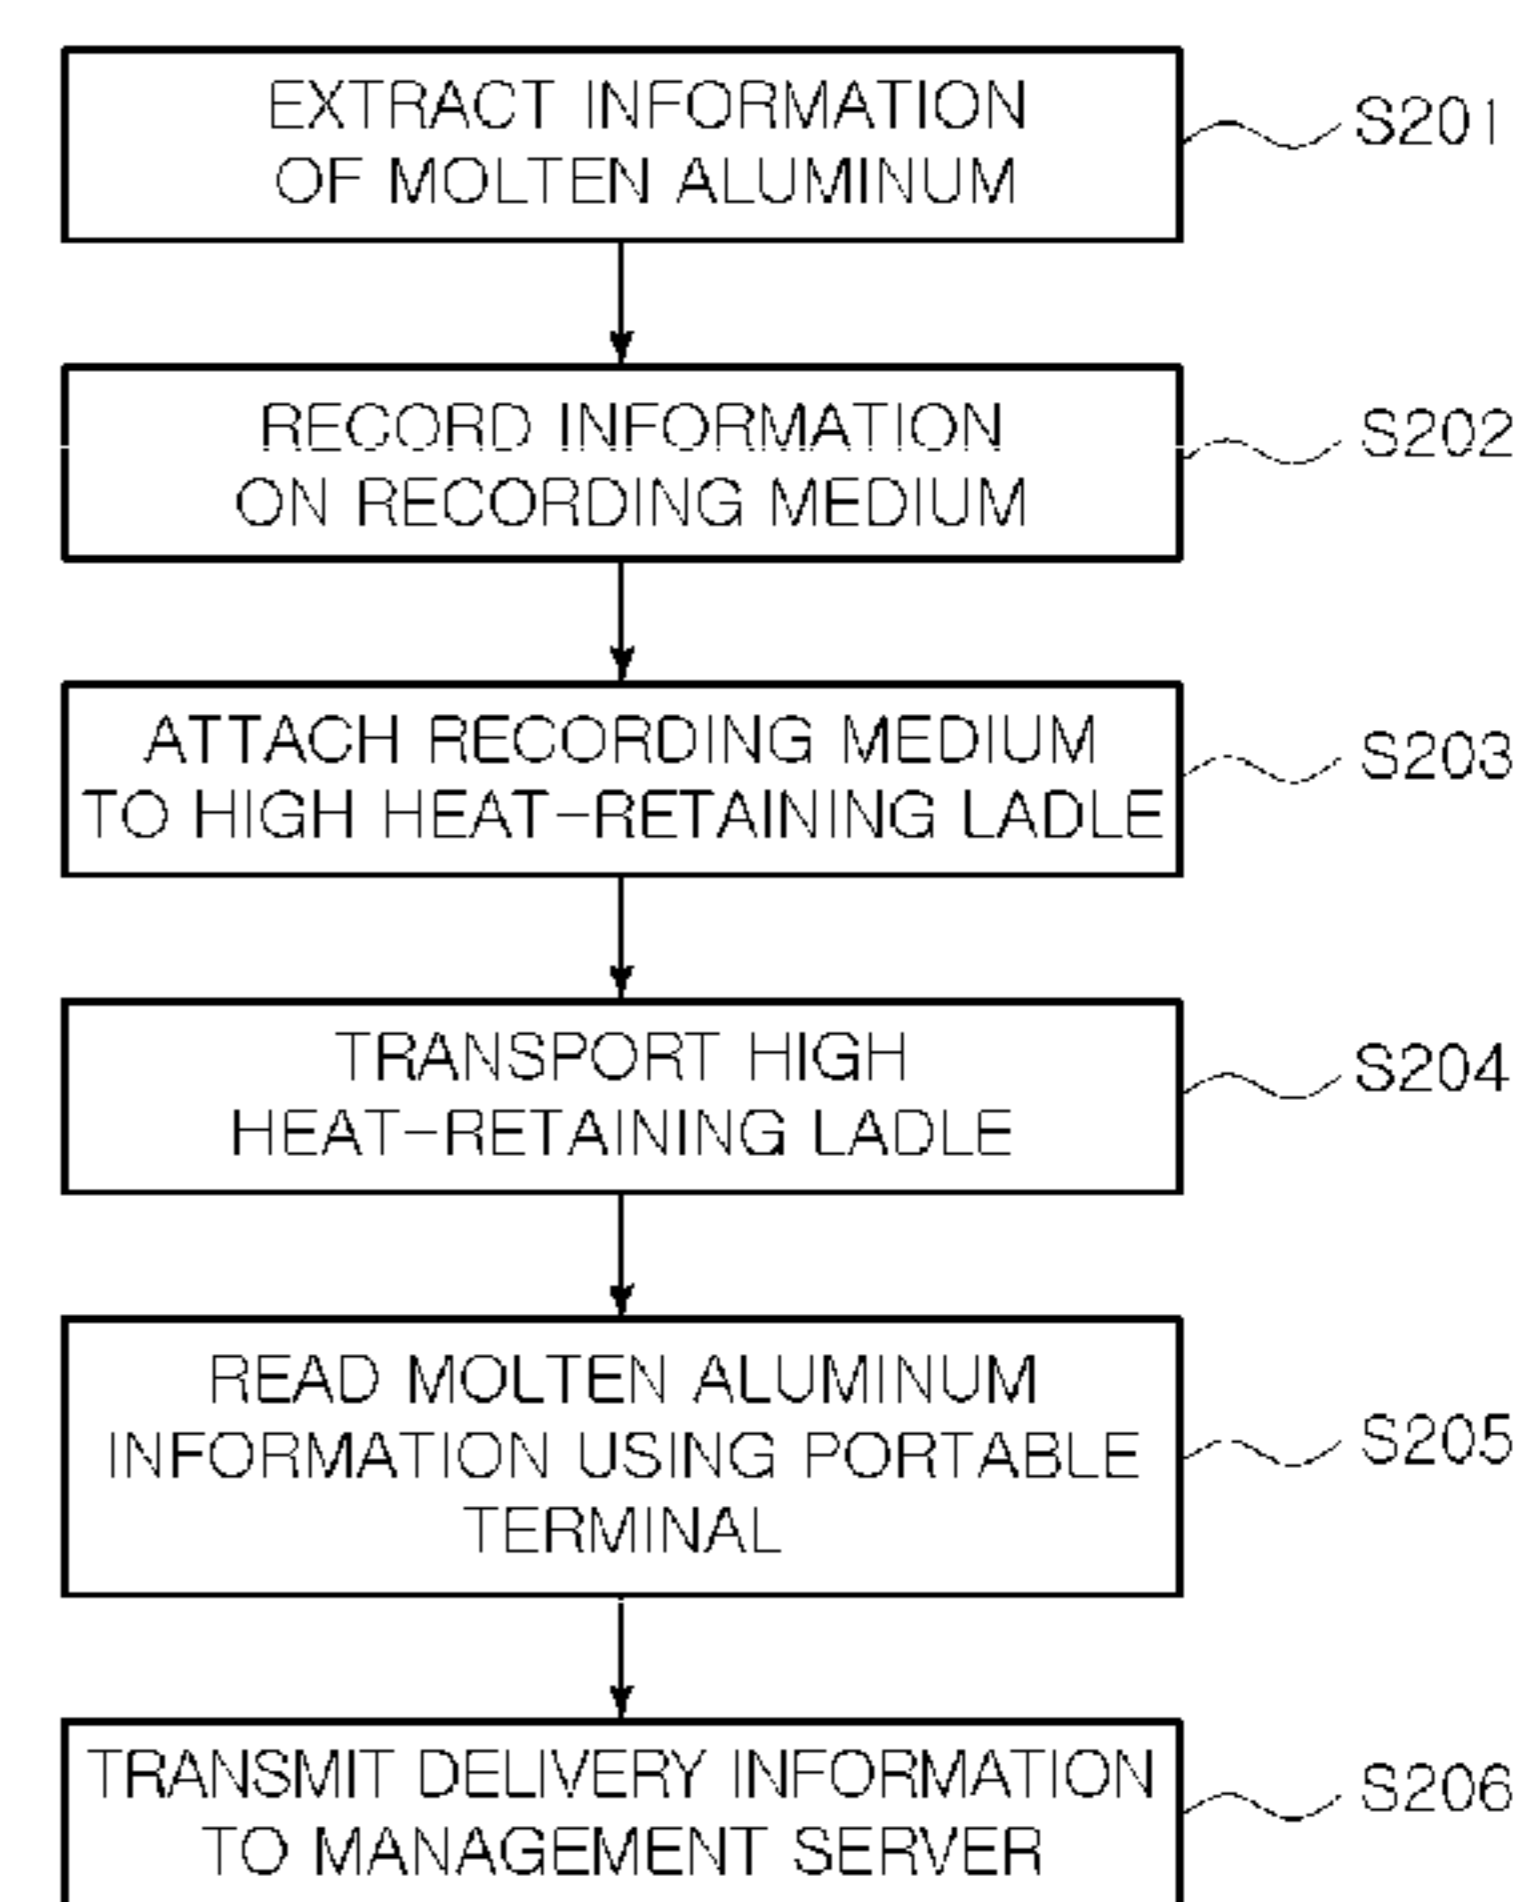 EXTRACT INFORMATION
OF MOLTEN ALUMINUM
S201
RECORD INFORMATION
ON RECORDING MEDIUM
S202
ATTACH RECORDING MEDIUM
TO HIGH HEAT-RETAINING LADLE
S203
TRANSPORT HIGH
HEAT-RETAINING LADLE
S204
READ MOLTEN ALUMINUM
INFORMATION USING PORTABLE
TERMINAL
S205
TRANSMIT DELIVERY INFORMATION
TO MANAGEMENT SERVER
S206